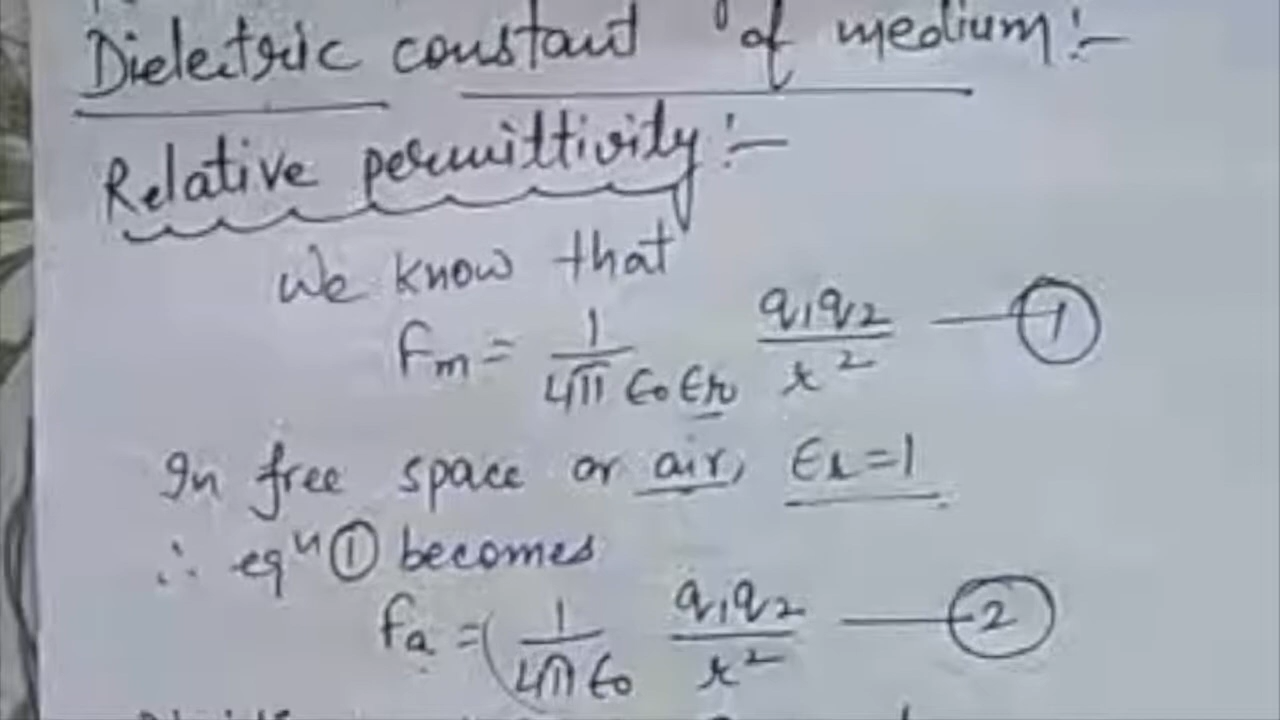 Dielectric constant of medium:-
Relative permittivity:-
We know that
Fm = 1/4π ϵ0 ϵr q1q2/r² — ①
In free space or air, ϵr=1
∴ eqⁿ ① becomes
Fa = (1/4π ϵ0 q1q2/r² — ②